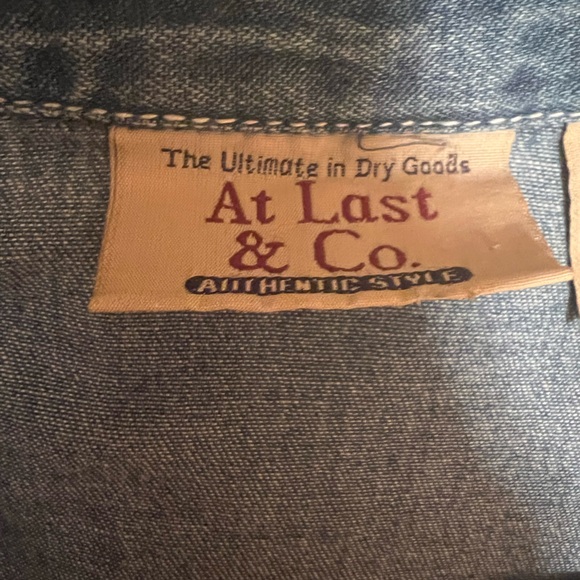 The Ultimate in Dry Goods
At Last
& Co.
AUTHENTIC STYLE